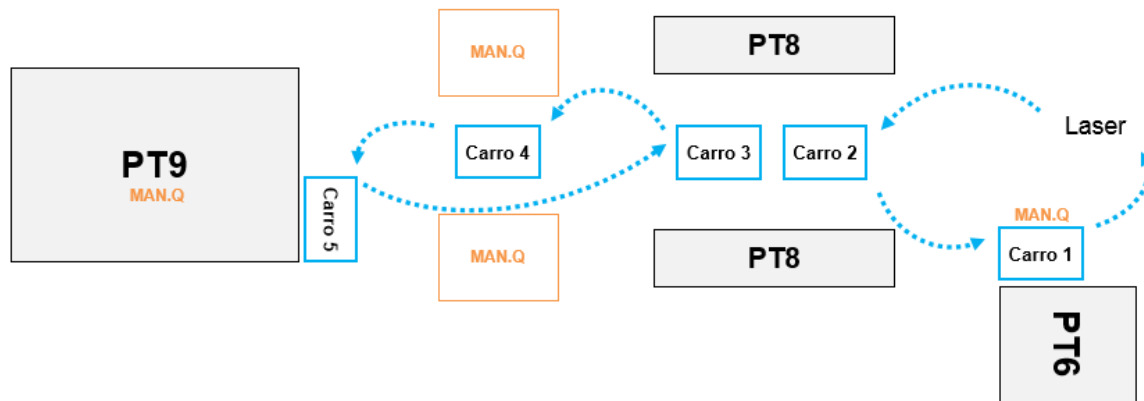 MAN.Q
PT8
PT9
MAN.Q
Carro 4
Carro 3
Carro 2
Laser
Carro 5
MAN.Q
PT8
MAN.Q
Carro 1
PT6